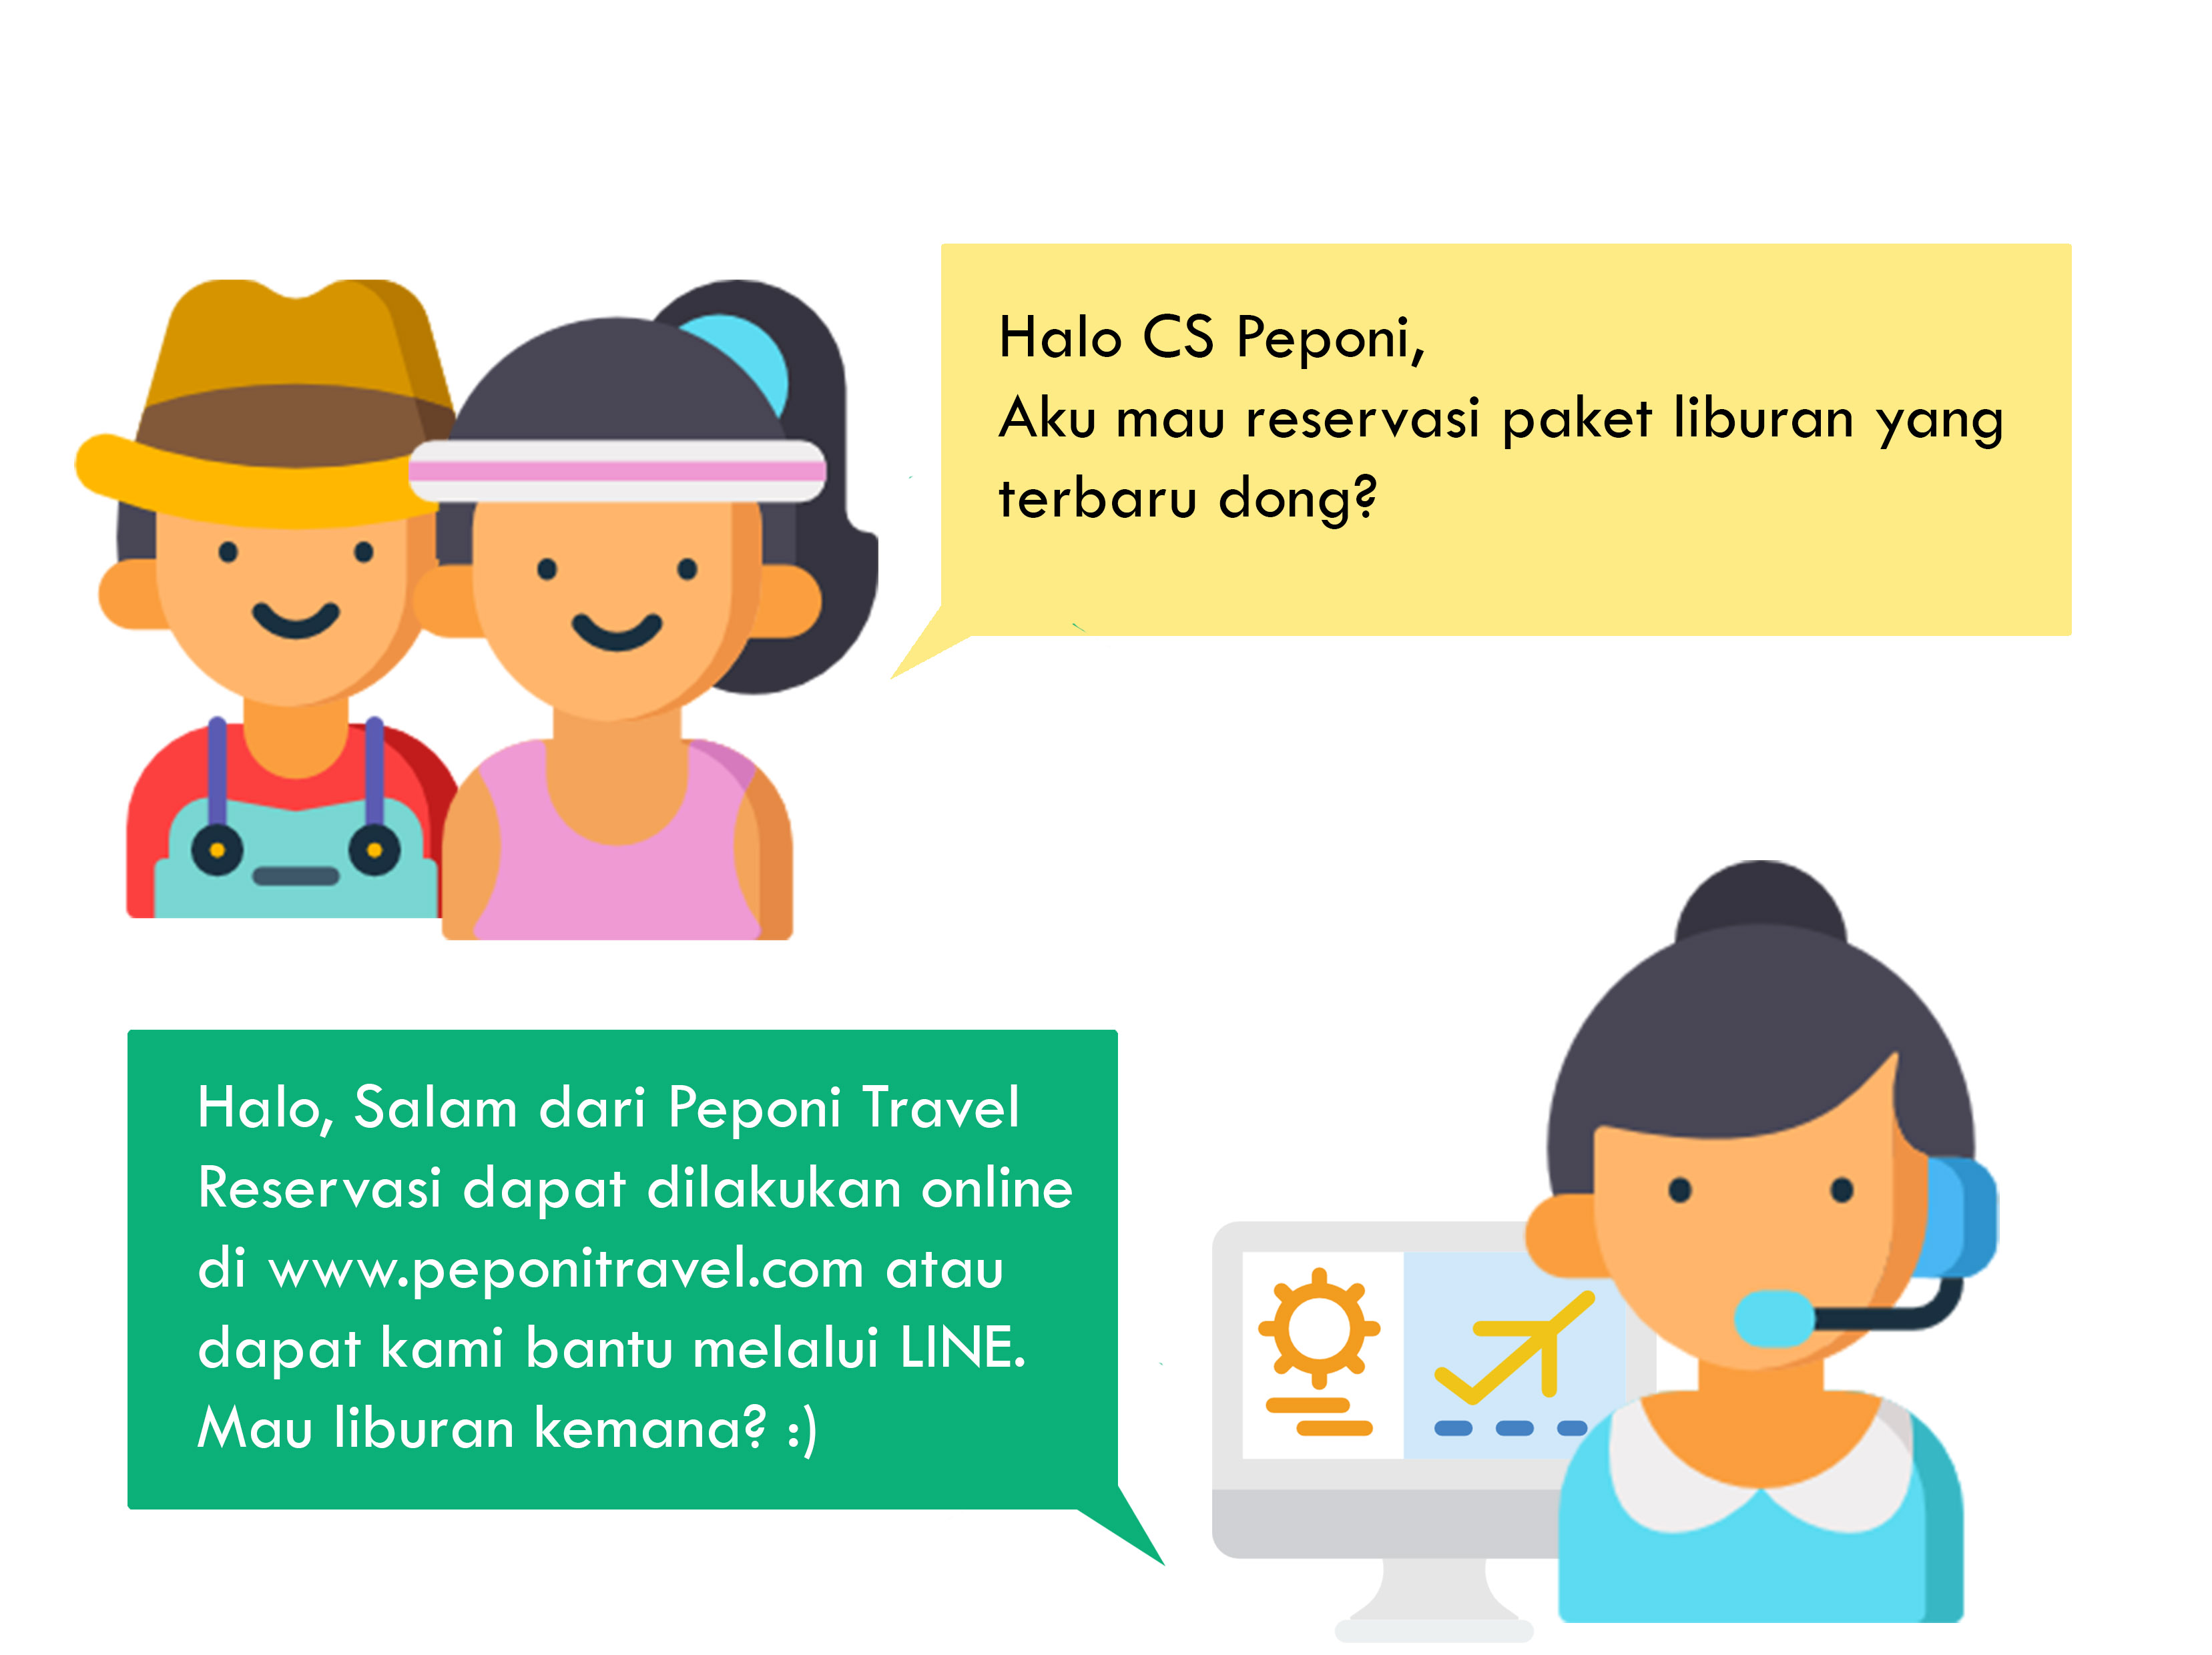 Halo CS Peponi,
Aku mau reservasi paket liburan yang
terbaru dong?
Halo, Salam dari Peponi Travel
Reservasi dapat dilakukan online
di www.peponitravel.com atau
dapat kami bantu melalui LINE.
Mau liburan kemana? :)